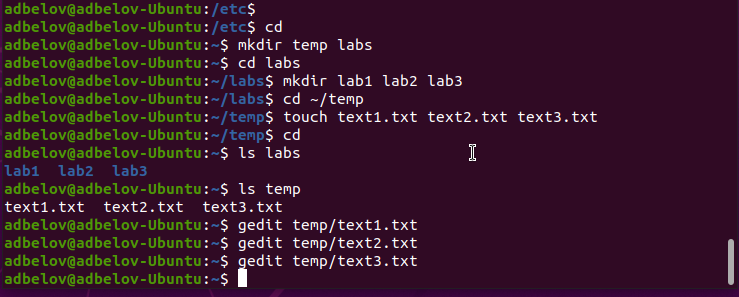 adbelov@adbelov-Ubuntu:/etc$
adbelov@adbelov-Ubuntu:/etc$ cd
adbelov@adbelov-Ubuntu:~$ mkdir temp labs
adbelov@adbelov-Ubuntu:~$ cd labs
adbelov@adbelov-Ubuntu:~/labs$ mkdir lab1 lab2 lab3
adbelov@adbelov-Ubuntu:~/labs$ cd ~/temp
adbelov@adbelov-Ubuntu:~/temp$ touch text1.txt text2.txt text3.txt
adbelov@adbelov-Ubuntu:~/temp$ cd
adbelov@adbelov-Ubuntu:~$ ls labs
lab1  lab2  lab3
adbelov@adbelov-Ubuntu:~$ ls temp
text1.txt  text2.txt  text3.txt
adbelov@adbelov-Ubuntu:~$ gedit temp/text1.txt
adbelov@adbelov-Ubuntu:~$ gedit temp/text2.txt
adbelov@adbelov-Ubuntu:~$ gedit temp/text3.txt
adbelov@adbelov-Ubuntu:~$